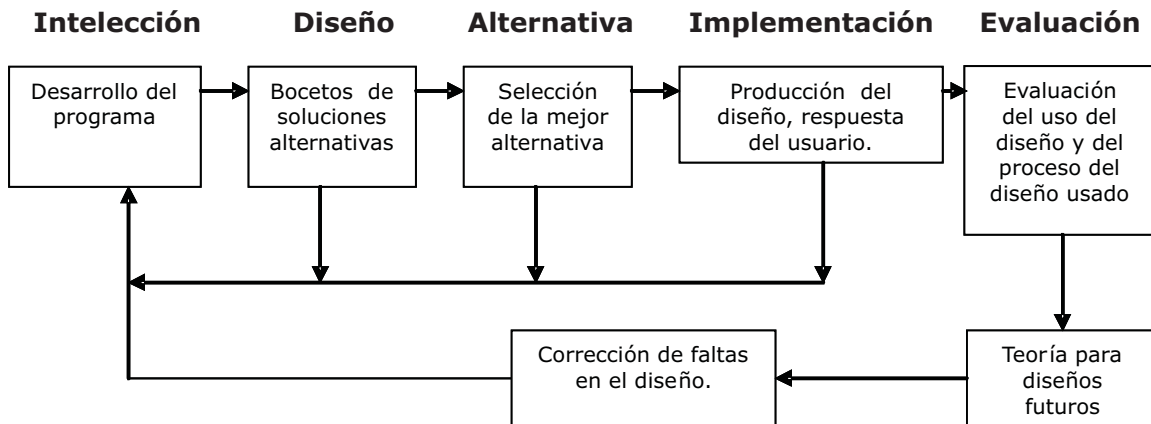 Intelección Diseño Alternativa Implementación Evaluación
Desarrollo del
programa
Bocetos de
soluciones
alternativas
Selección
de la mejor
alternativa
Producción del
diseño, respuesta
del usuario.
Evaluación
del uso del
diseño y del
proceso del
diseño usado
Corrección de faltas
en el diseño.
Teoría para
diseños
futuros